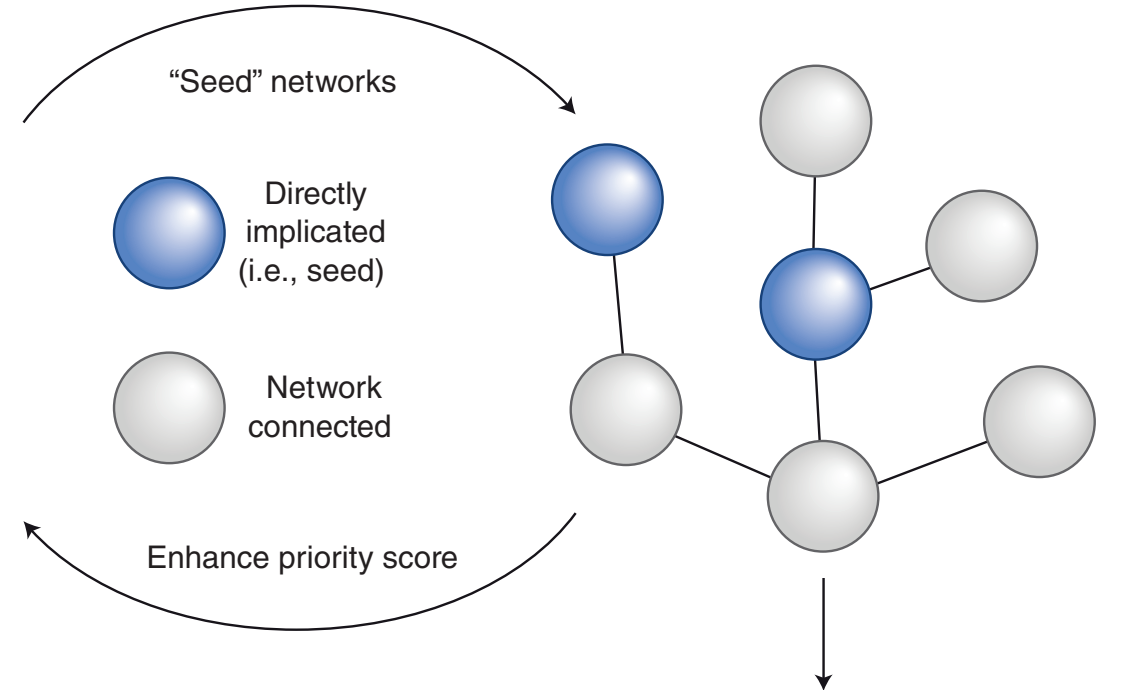 “Seed” networks
Directly
implicated
(i.e., seed)
Network
connected
Enhance priority score